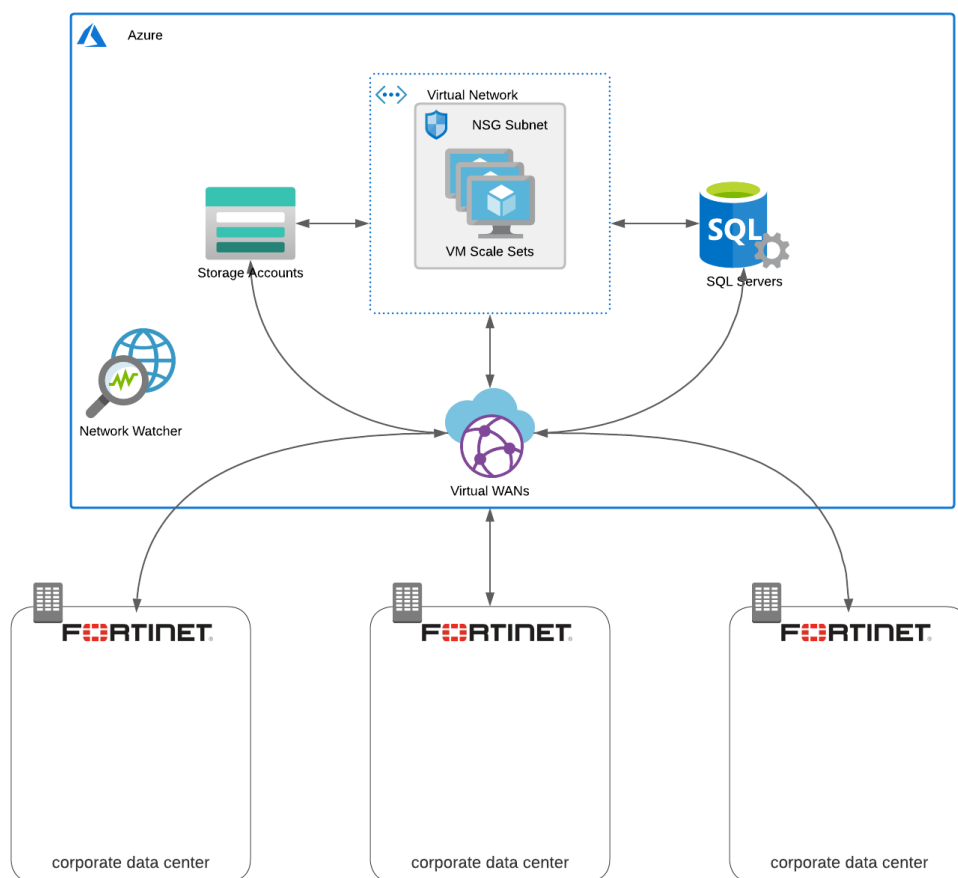 Azure
Virtual Network
NSG Subnet
VM Scale Sets
SQL
Storage Accounts
SQL Servers
Network Watcher
Virtual WANs
FORTINET
FORTINET
FORTINET
corporate data center
corporate data center
corporate data center